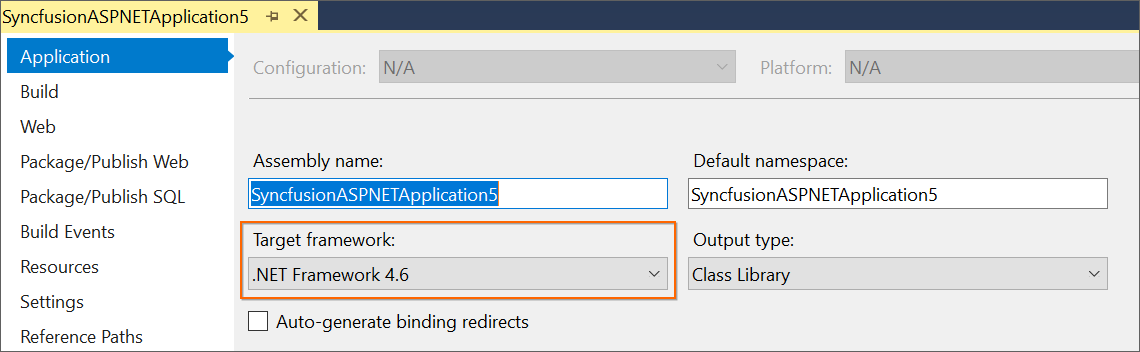 SyncfusionASPNETApplication5
Application
Build
Web
Package/Publish Web
Package/Publish SQL
Build Events
Resources
Settings
Reference Paths
Configuration: N/A Platform: N/A
Assembly name: Default namespace:
SyncfusionASPNETApplication5 SyncfusionASPNETApplication5
Target framework: Output type:
.NET Framework 4.6 Class Library
Auto-generate binding redirects